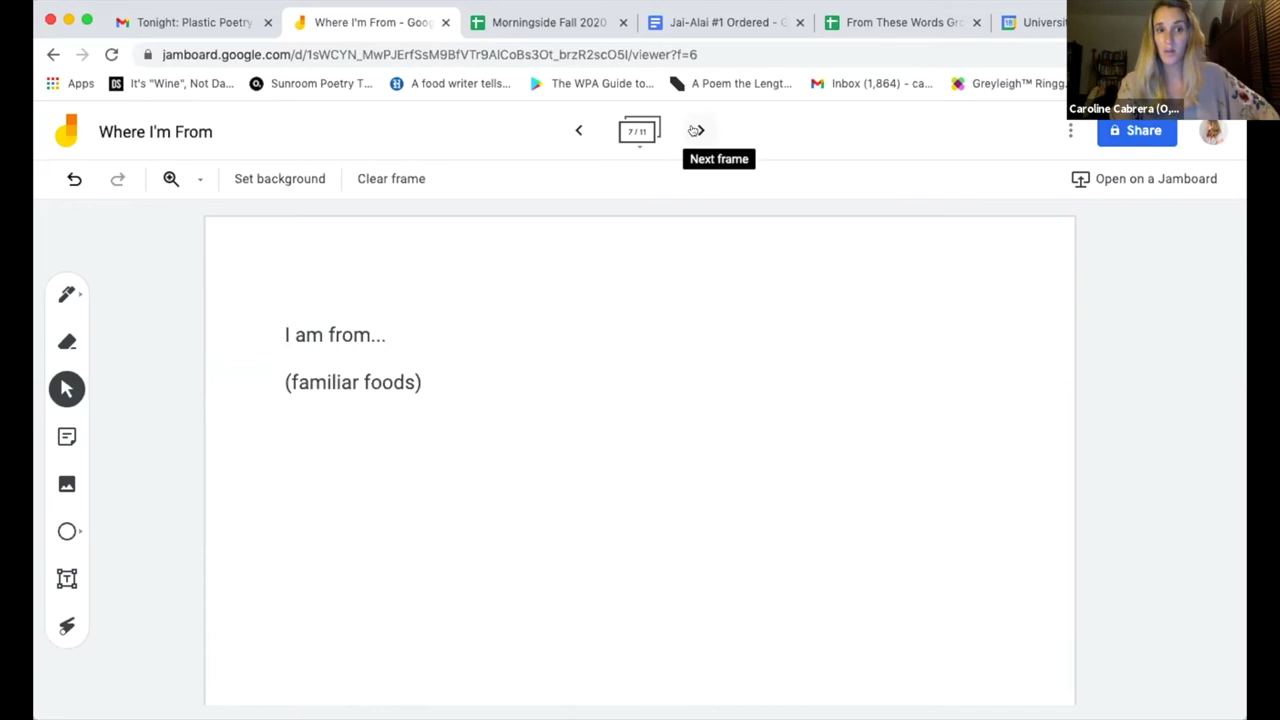 Tonight: Plastic Poetry
Where I'm From - Goo
Morningside Fall 2020
Jai-Alai #1 Ordered - G
From These Words Gr
Universi
jamboard.google.com/d/1sWCYN_MwPJErfSsM9BfVTr9AlCoBs3Ot_brzR2scO5I/viewer?f=6
Apps
It's "Wine", Not Da...
Sunroom Poetry T...
A food writer tells...
The WPA Guide to...
A Poem the Lengt...
Inbox (1,864) - ca...
Greyleigh™ Ringg
Caroline Cabrera (O,...
Where I'm From
7 / 11
Share
Next frame
Set background
Clear frame
Open on a Jamboard
I am from...
(familiar foods)